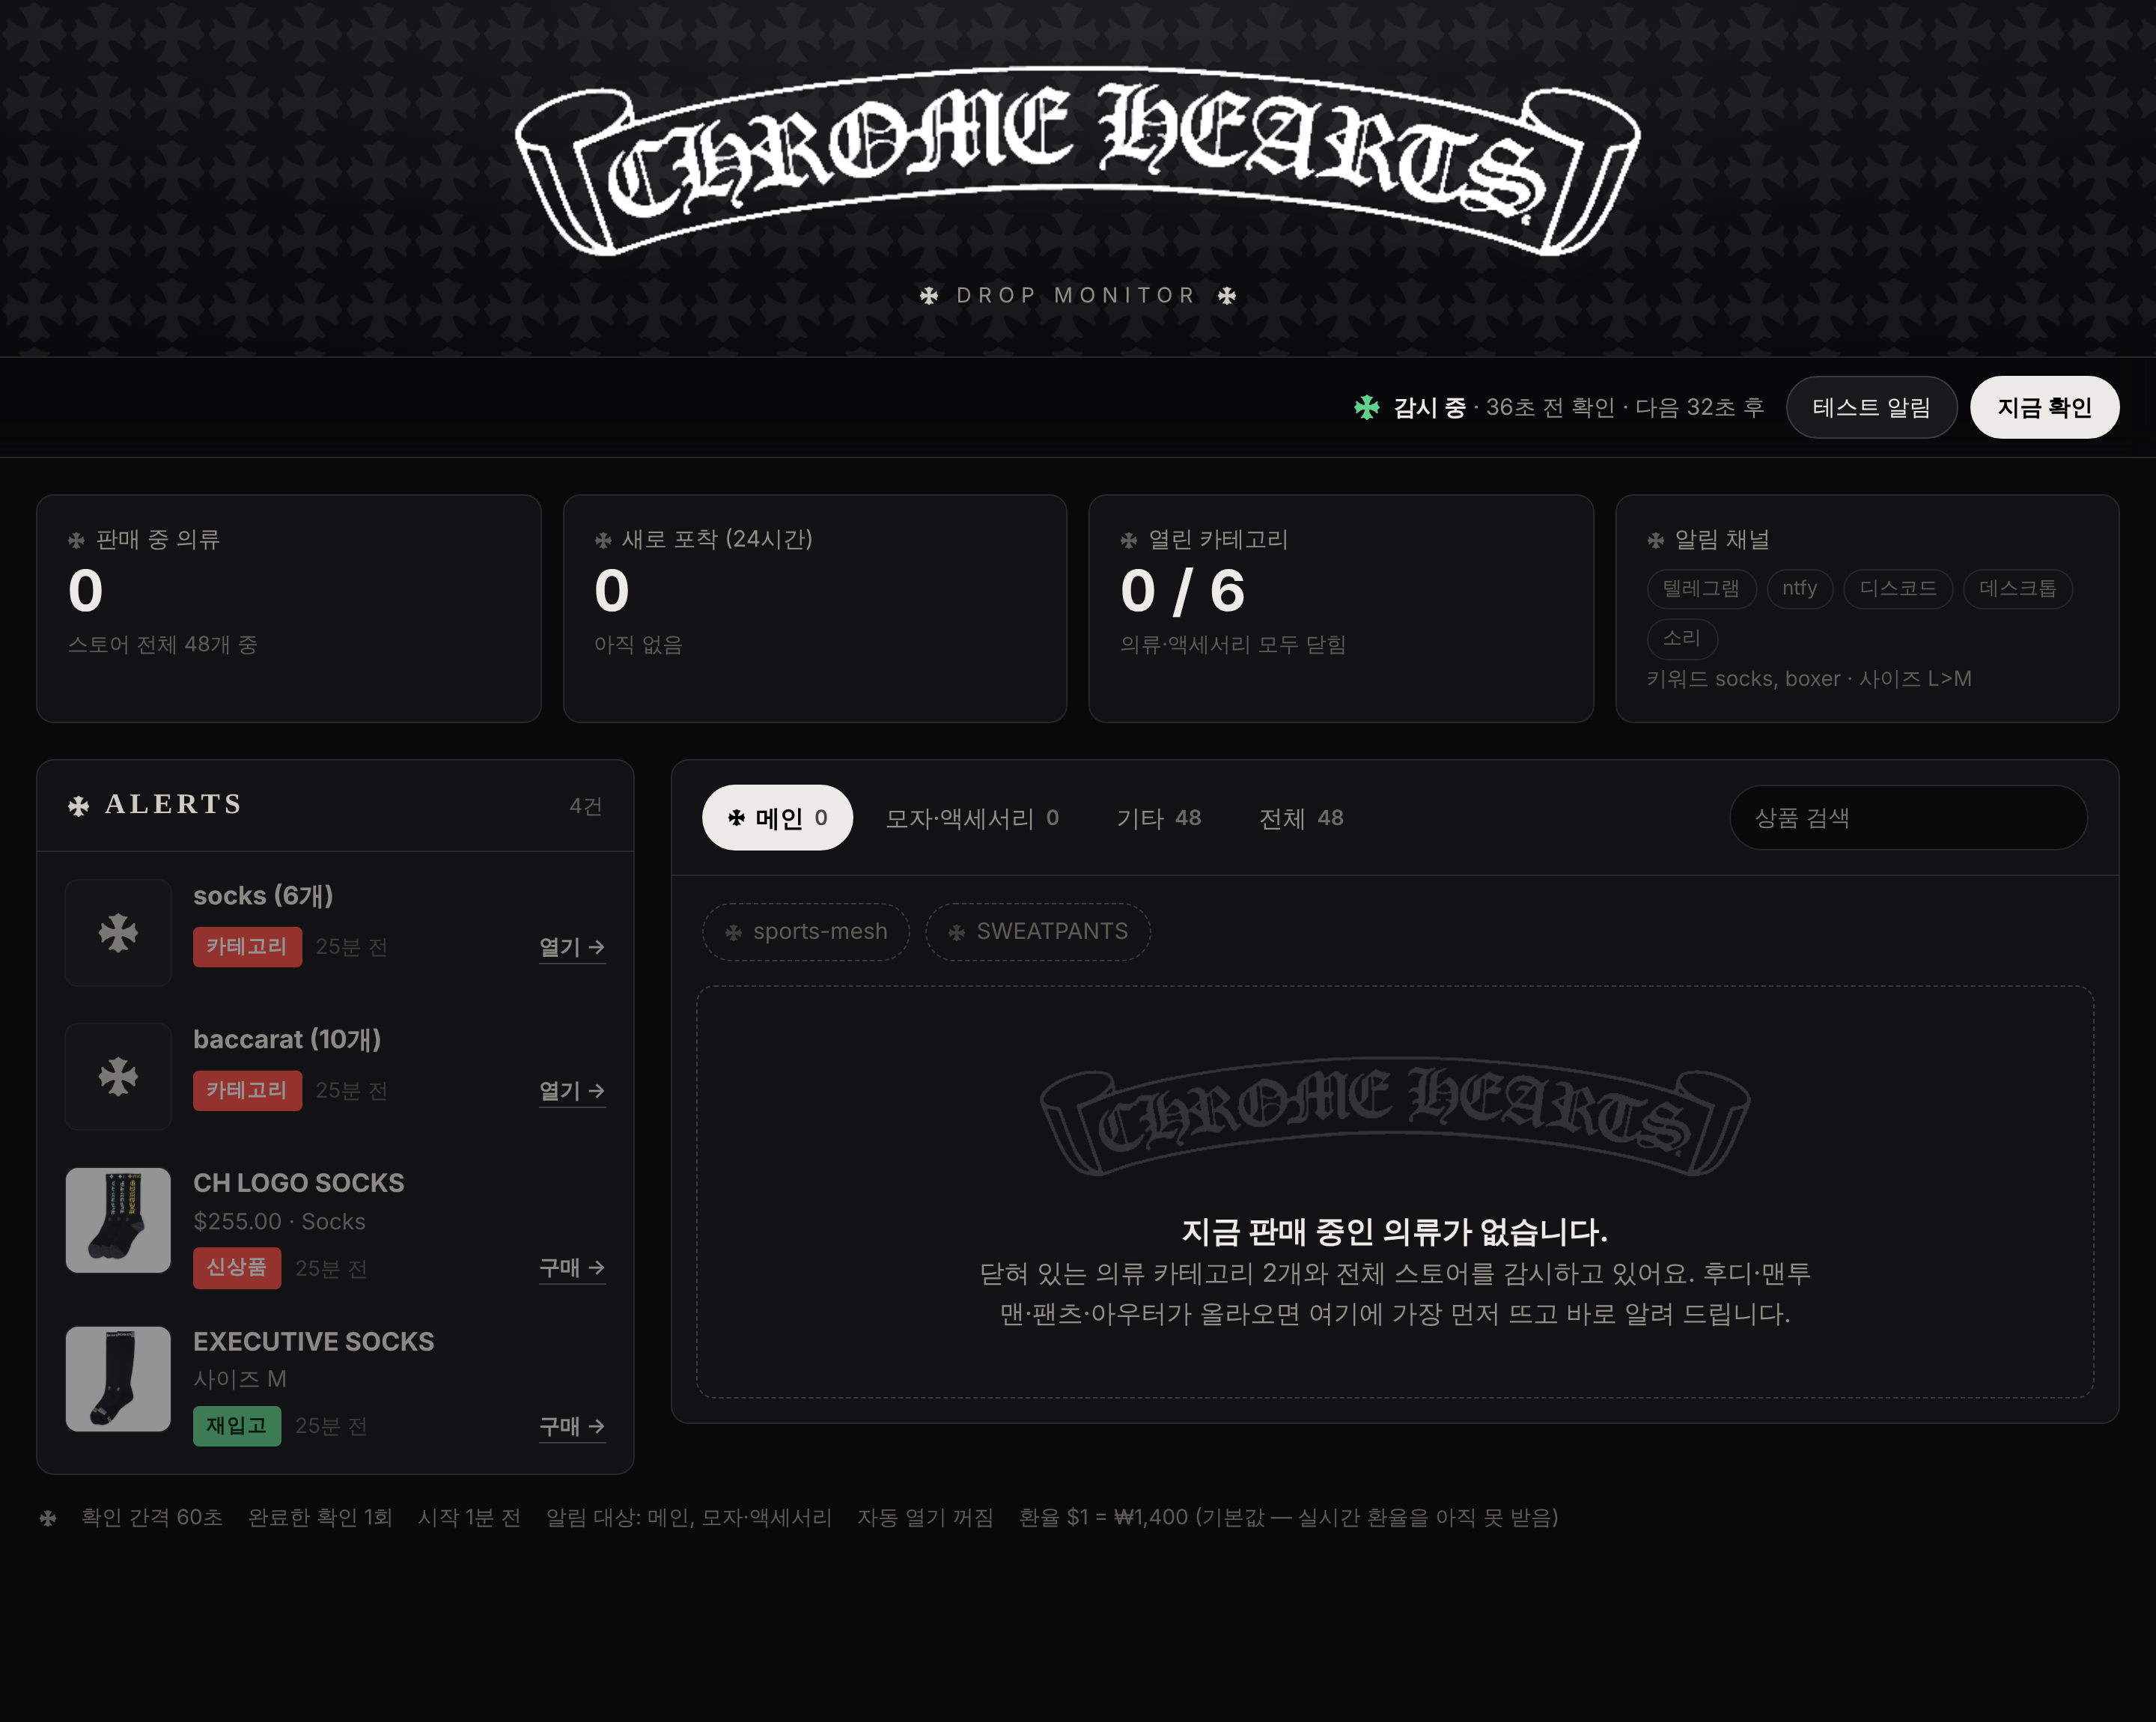 CHROME HEARTS
DROP MONITOR
감시 중 · 36초 전 확인 · 다음 32초 후
테스트 알림
지금 확인
판매 중 의류
0
스토어 전체 48개 중
새로 포착 (24시간)
0
아직 없음
열린 카테고리
0 / 6
의류·액세서리 모두 닫힘
알림 채널
텔레그램 ntfy 디스코드 데스크톱
소리
키워드 socks, boxer · 사이즈 L>M
ALERTS
4건
socks (6개)
카테고리 25분 전 열기 →
baccarat (10개)
카테고리 25분 전 열기 →
CH LOGO SOCKS
$255.00 · Socks
신상품 25분 전 구매 →
EXECUTIVE SOCKS
사이즈 M
재입고 25분 전 구매 →
메인 0 모자·액세서리 0 기타 48 전체 48
상품 검색
sports-mesh SWEATPANTS
CHROME HEARTS
지금 판매 중인 의류가 없습니다.
닫혀 있는 의류 카테고리 2개와 전체 스토어를 감시하고 있어요. 후디·맨투
맨·팬츠·아우터가 올라오면 여기에 가장 먼저 뜨고 바로 알려 드립니다.
확인 간격 60초 완료한 확인 1회 시작 1분 전 알림 대상: 메인, 모자·액세서리 자동 열기 꺼짐 환율 $1 = ₩1,400 (기본값 — 실시간 환율을 아직 못 받음)